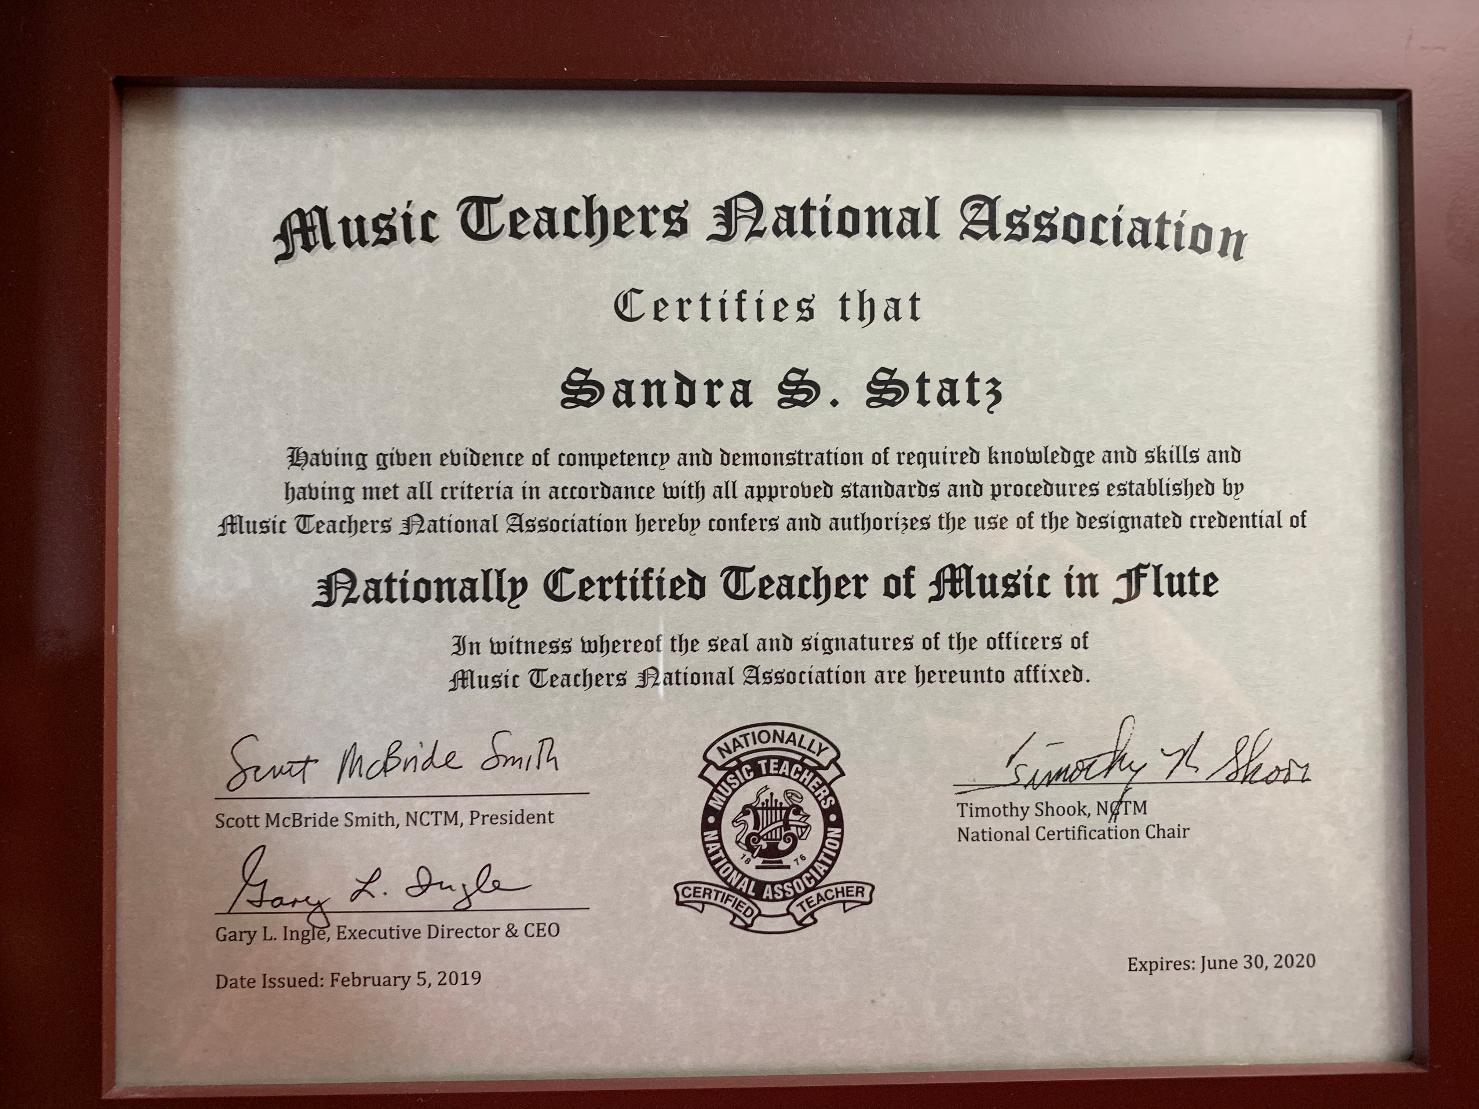 Music Teachers National Association
Certifies that
Sandra S. Statz
Having given evidence of competency and demonstration of required knowledge and skills and
having met all criteria in accordance with all approved standards and procedures established by
Music Teachers National Association hereby confers and authorizes the use of the designated credential of
Nationally Certified Teacher of Music in Flute
In witness whereof the seal and signatures of the officers of
Music Teachers National Association are hereunto affixed.
Scott McBride Smith
Scott McBride Smith, NCTM, President
Gary L. Ingle
Gary L. Ingle, Executive Director & CEO
Date Issued: February 5, 2019
NATIONALLY
MUSIC TEACHERS
NATIONAL ASSOCIATION
18 76
CERTIFIED TEACHER
Timothy R Shook
Timothy Shook, NCTM
National Certification Chair
Expires: June 30, 2020